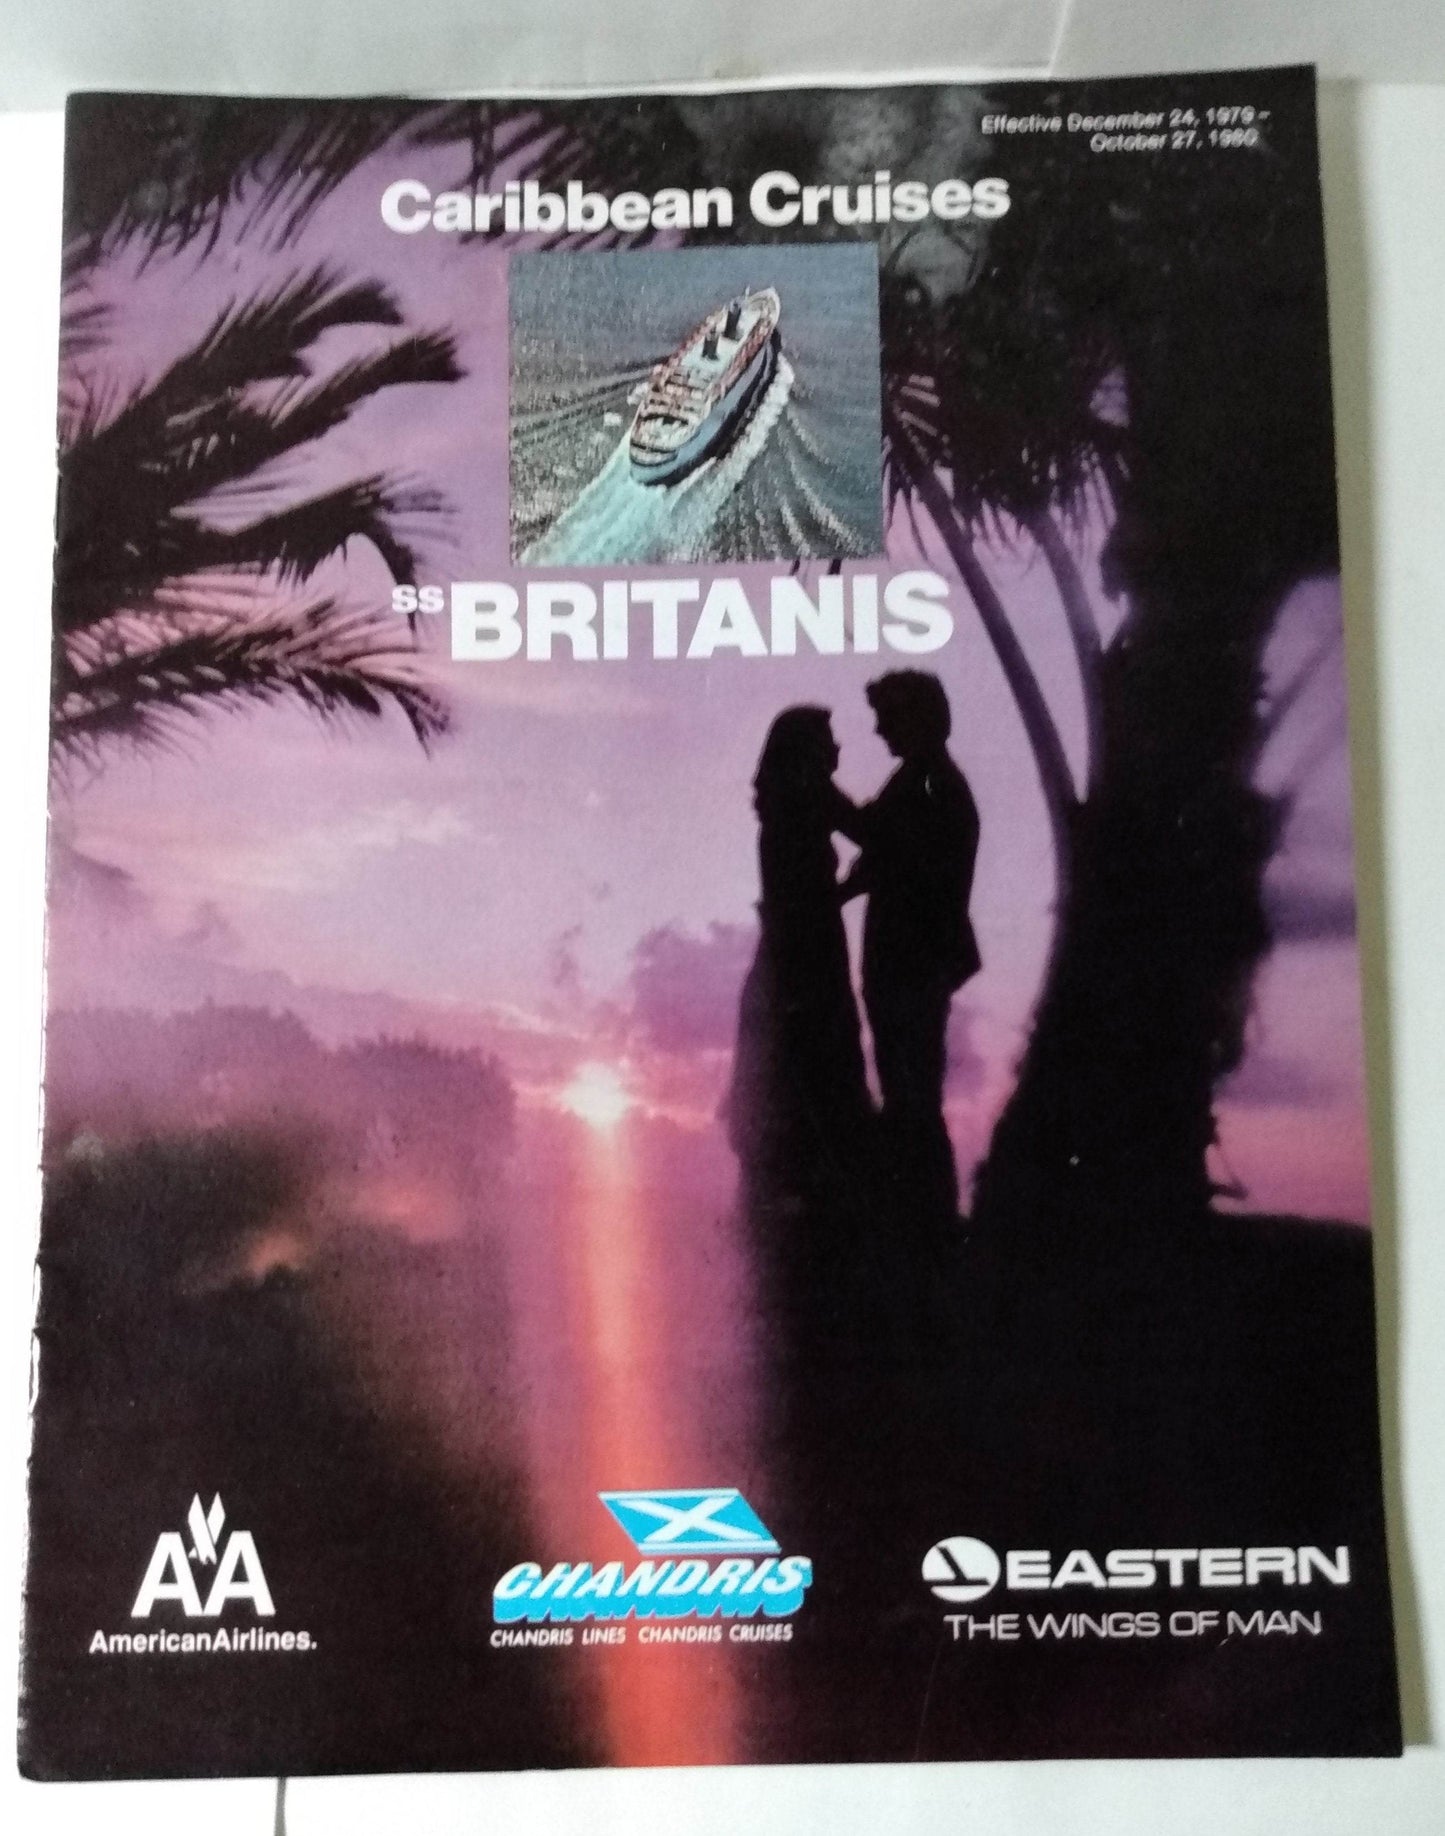 Effective December 24, 1979 -
October 27, 1980
Caribbean Cruises
SS BRITANIS
AA
AmericanAirlines.
CHANDRIS
CHANDRIS LINES CHANDRIS CRUISES
EASTERN
THE WINGS OF MAN